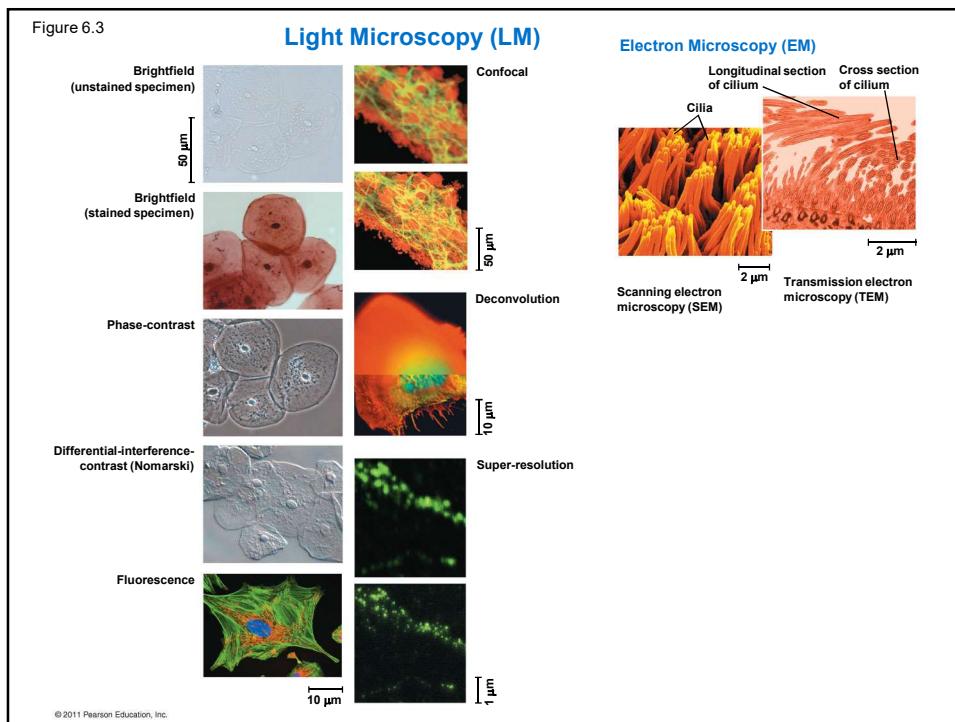 Figure 6.3
Light Microscopy (LM)
Electron Microscopy (EM)
Brightfield
(unstained specimen)
50 µm
Brightfield
(stained specimen)
Phase-contrast
Differential-interference-
contrast (Nomarski)
Fluorescence
10 µm
Confocal
50 µm
Deconvolution
10 µm
Super-resolution
1 µm
Longitudinal section
of cilium
Cross section
of cilium
Cilia
2 µm
2 µm
Scanning electron
microscopy (SEM)
Transmission electron
microscopy (TEM)
© 2011 Pearson Education, Inc.